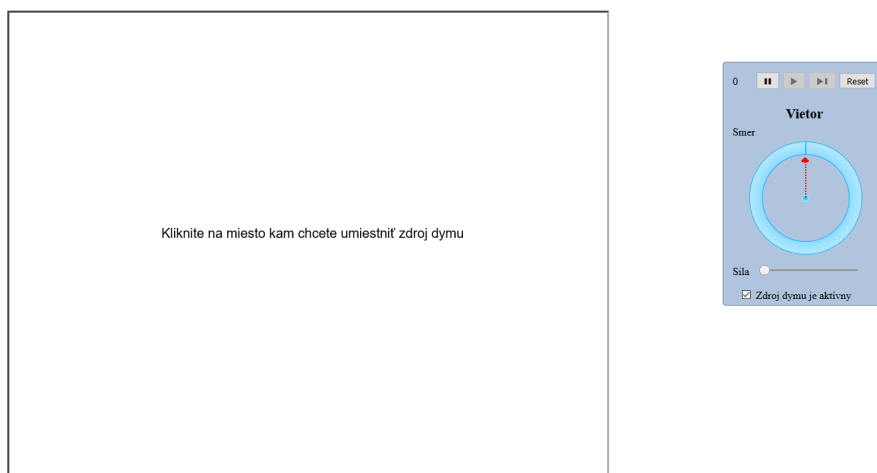 Kliknite na miesto kam chcete umiestniť zdroj dymu
0
Reset
Vietor
Smer
Sila
Zdroj dymu je aktívny